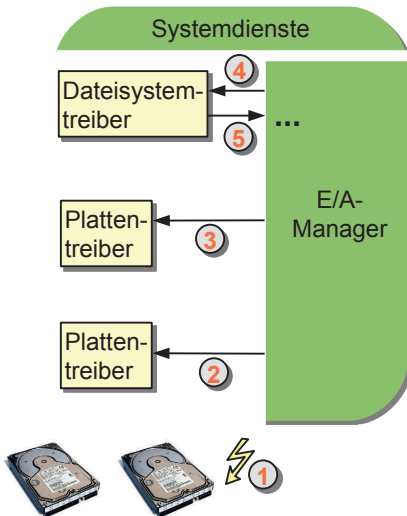 Systemdienste
4
Dateisystem-
treiber
...
5
E/A-
Manager
Platten-
treiber
3
Platten-
treiber
2
1